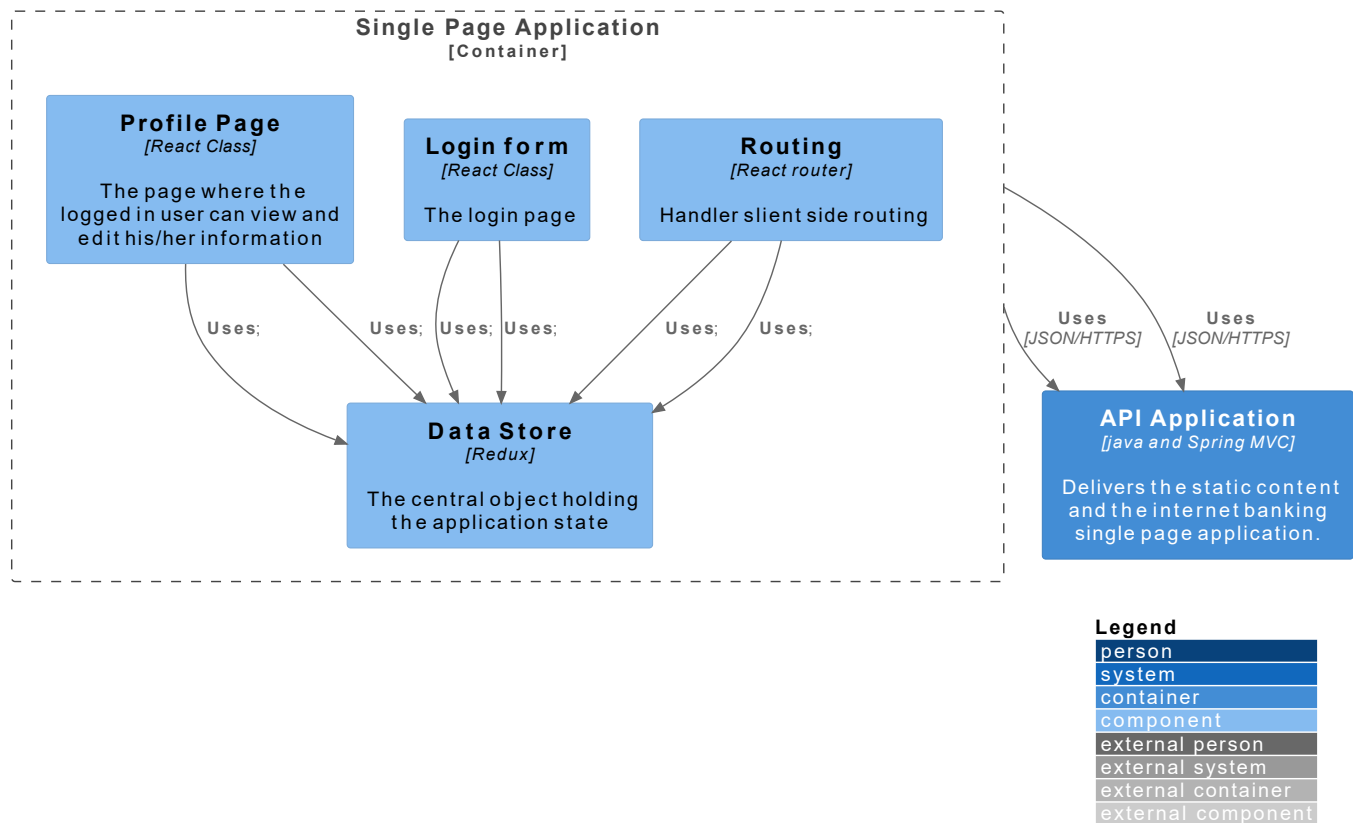 Single Page Application
[Container]
Profile Page
[React Class]
The page where the
logged in user can view and
edit his/her information
Login form
[React Class]
The login page
Routing
[React router]
Handler slient side routing
Uses;
Uses;
Uses;
Uses;
Uses;
Uses;
Uses
[JSON/HTTPS]
Uses
[JSON/HTTPS]
Data Store
[Redux]
The central object holding
the application state
API Application
[java and Spring MVC]
Delivers the static content
and the internet banking
single page application.
Legend
person
system
container
component
external person
external system
external container
external component